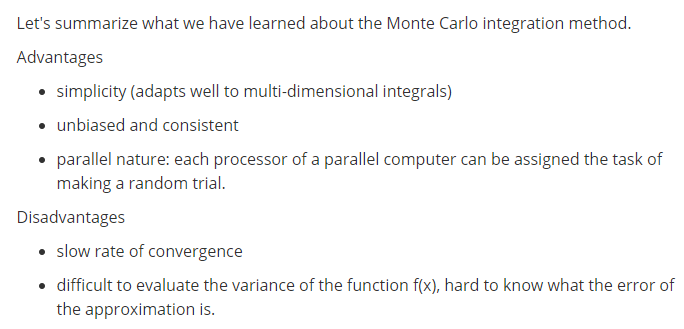 Let's summarize what we have learned about the Monte Carlo integration method.
Advantages
• simplicity (adapts well to multi-dimensional integrals)
• unbiased and consistent
• parallel nature: each processor of a parallel computer can be assigned the task of
making a random trial.
Disadvantages
• slow rate of convergence
• difficult to evaluate the variance of the function f(x), hard to know what the error of
the approximation is.